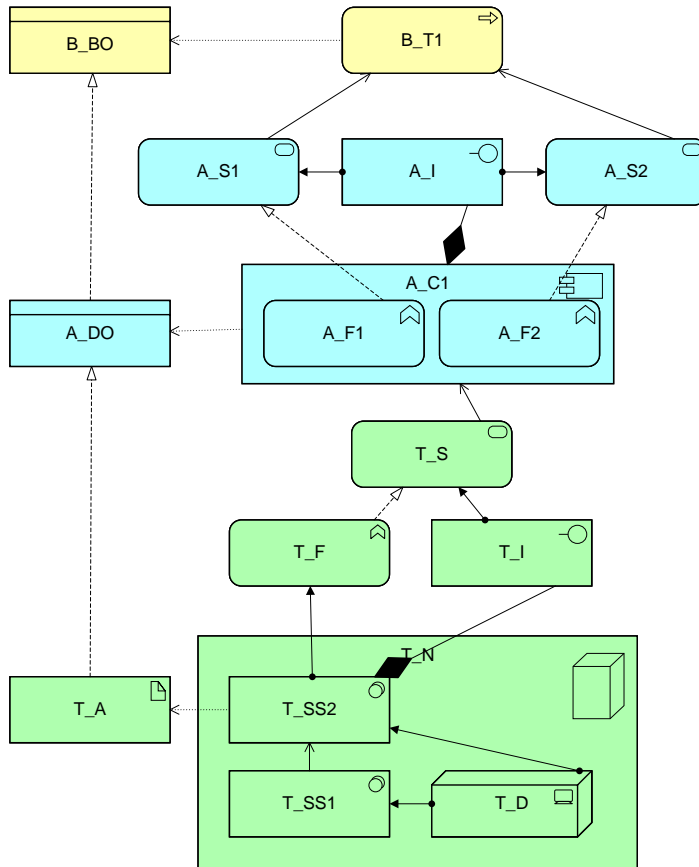 B_BO
B_T1
A_S1
A_I
A_S2
A_C1
A_DO
A_F1
A_F2
T_S
T_F
T_I
T_N
T_A
T_SS2
T_SS1
T_D